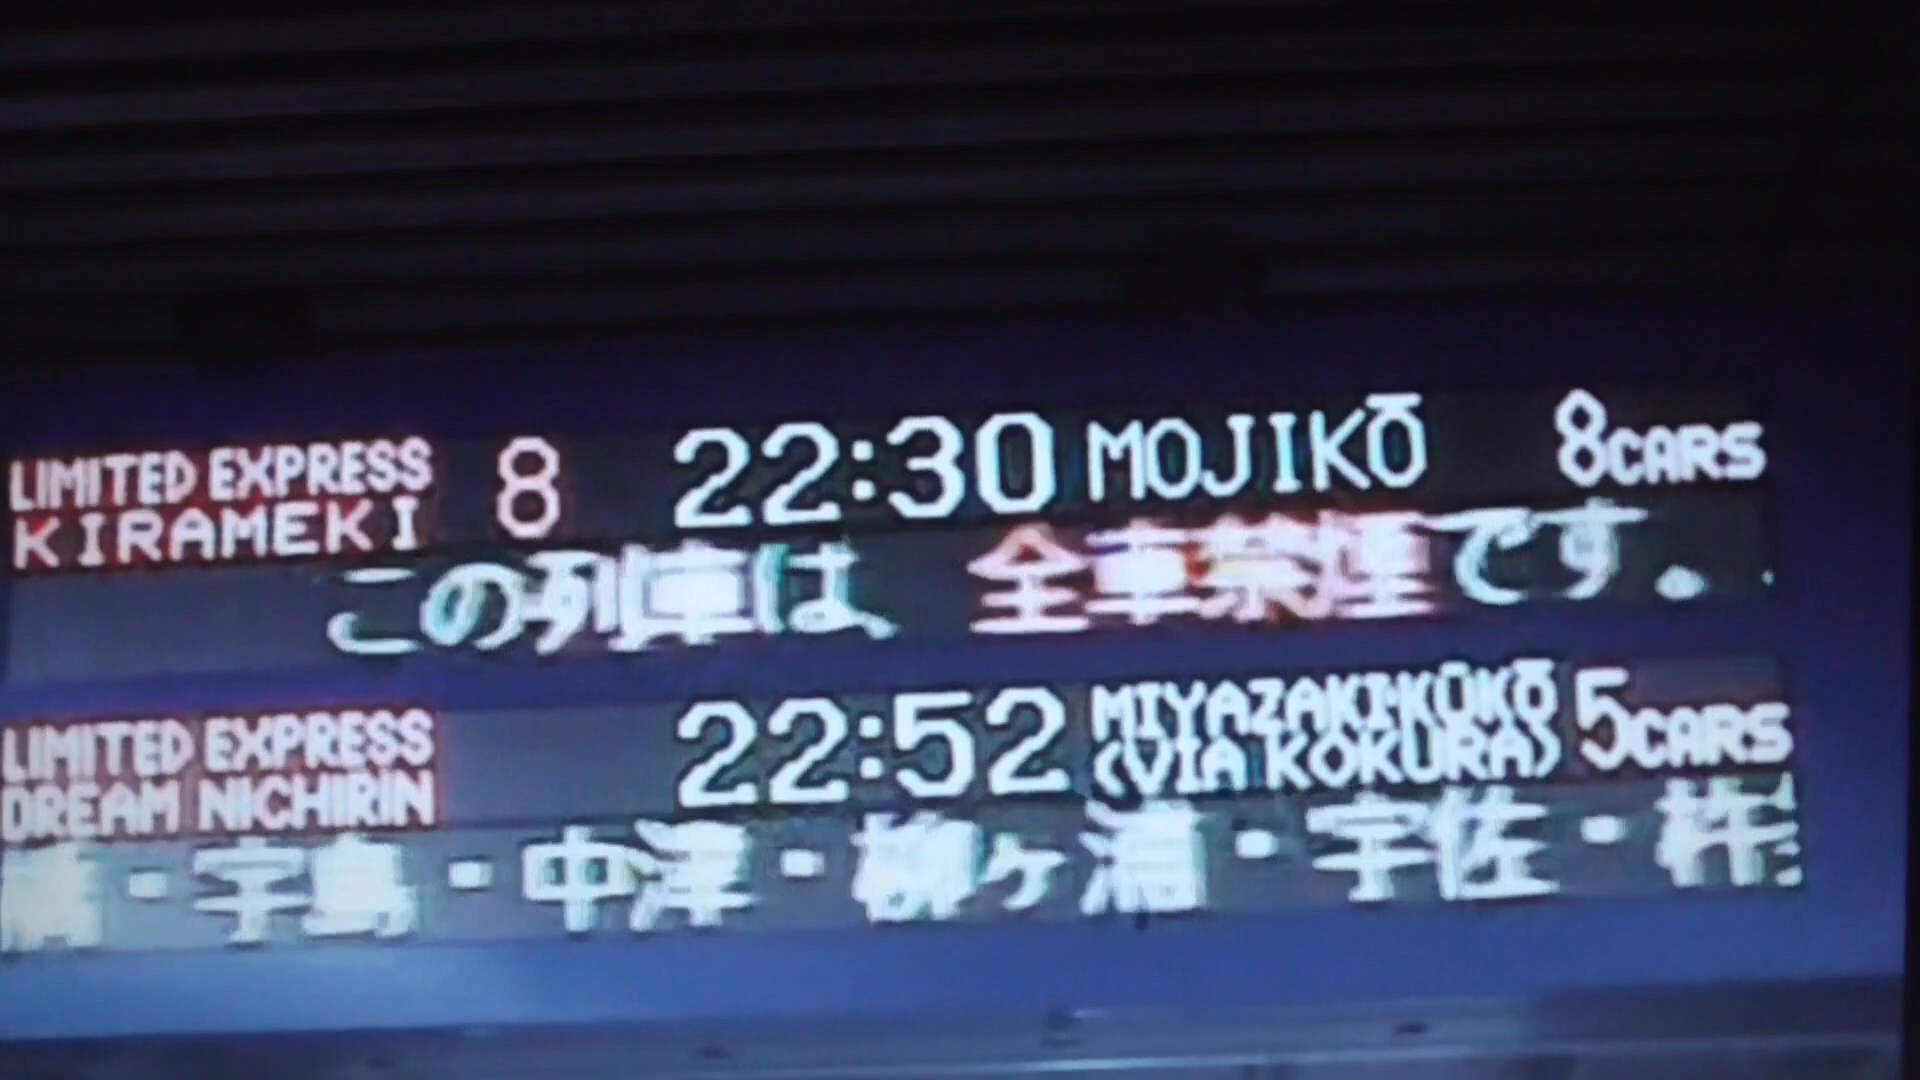 LIMITED EXPRESS
KIRAMEKI 8 22:30 MOJIKŌ 8CARS
この列車は 全車禁煙です。
LIMITED EXPRESS
DREAM NICHIRIN 22:52 MIYAZAKI-KŪKŌ
(VIA KOKURA) 5CARS
・宇島・中津・柳ヶ浦・宇佐・杵